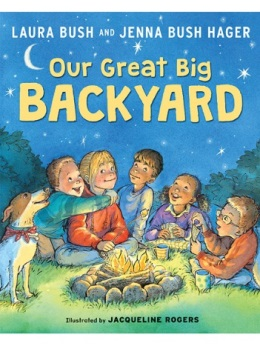 LAURA BUSH AND JENNA BUSH HAGER
OUR GREAT BIG
BACKYARD
Illustrated by JACQUELINE ROGERS